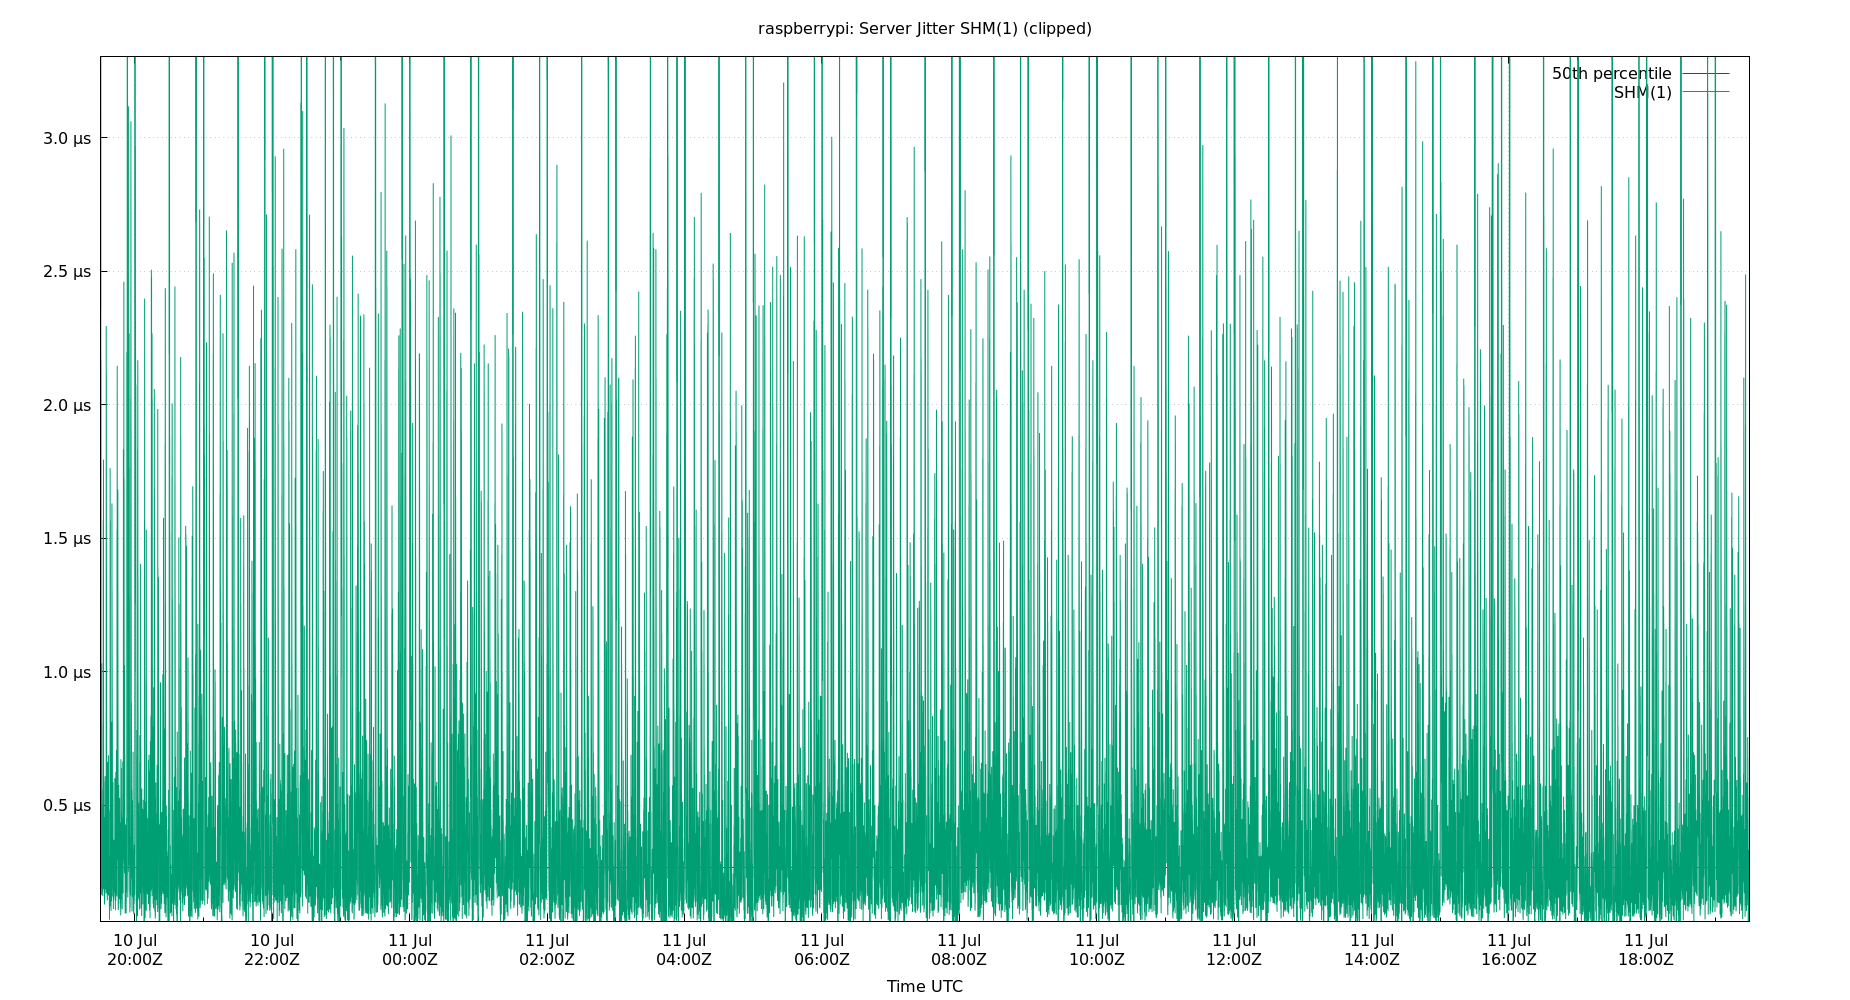 raspberrypi: Server Jitter SHM(1) (clipped)
50th percentile
SHM(1)
3.0 µs
2.5 µs
2.0 µs
1.5 µs
1.0 µs
0.5 µs
10 Jul 10 Jul 11 Jul 11 Jul 11 Jul 11 Jul 11 Jul 11 Jul 11 Jul 11 Jul 11 Jul 11 Jul
20:00Z 22:00Z 00:00Z 02:00Z 04:00Z 06:00Z 08:00Z 10:00Z 12:00Z 14:00Z 16:00Z 18:00Z
Time UTC